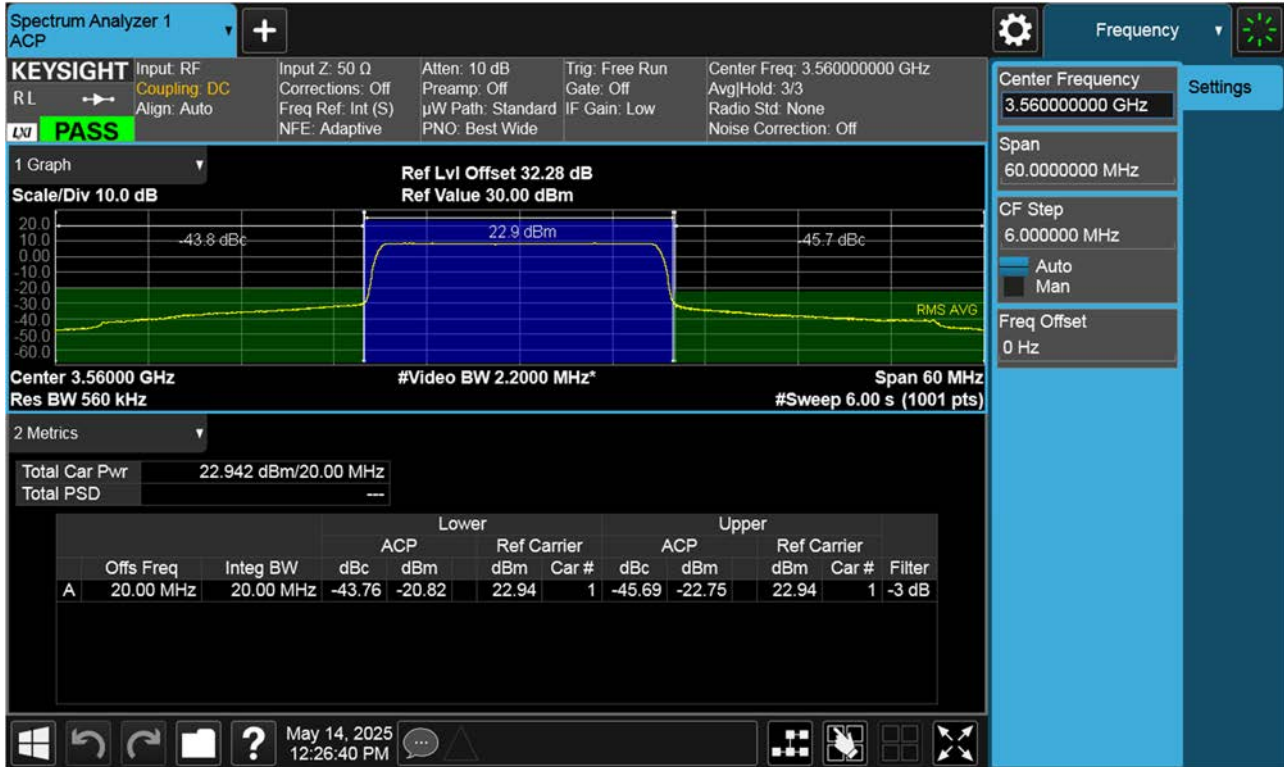 Spectrum Analyzer 1
ACP
+
Frequency
KEYSIGHT
Input: RF
Coupling: DC
Align: Auto
Input Z: 50 Ω
Corrections: Off
Freq Ref: Int (S)
NFE: Adaptive
Atten: 10 dB
Preamp: Off
µW Path: Standard
PNO: Best Wide
Trig: Free Run
Gate: Off
IF Gain: Low
Center Freq: 3.560000000 GHz
Avg|Hold: 3/3
Radio Std: None
Noise Correction: Off
R L
LXI
PASS
Center Frequency
3.560000000 GHz
Settings
Span
60.0000000 MHz
CF Step
6.000000 MHz
Auto
Man
Freq Offset
0 Hz
1 Graph
Ref Lvl Offset 32.28 dB
Scale/Div 10.0 dB
Ref Value 30.00 dBm
20.0
10.0
0.00
-10.0
-20.0
-30.0
-40.0
-50.0
-60.0
-43.8 dBc
22.9 dBm
-45.7 dBc
RMS AVG
Center 3.56000 GHz
#Video BW 2.2000 MHz*
Span 60 MHz
Res BW 560 kHz
#Sweep 6.00 s (1001 pts)
2 Metrics
Total Car Pwr 22.942 dBm/20.00 MHz
Total PSD ---
Lower Upper
ACP Ref Carrier ACP Ref Carrier
Offs Freq Integ BW dBc dBm dBm Car # dBc dBm dBm Car # Filter
A 20.00 MHz 20.00 MHz -43.76 -20.82 22.94 1 -45.69 -22.75 22.94 1 -3 dB
?
May 14, 2025
12:26:40 PM